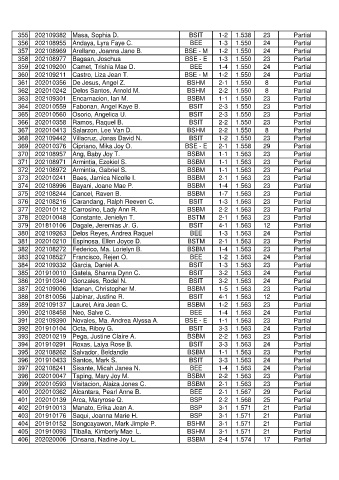 355 202109382 Masa, Sophia D. BSIT 1-2 1.538 23 Partial
356 202108955 Andaya, Lyra Faye C. BEE 1-3 1.550 24 Partial
357 202108969 Arellano, Joanna Jane B. BSE - M 1-2 1.550 24 Partial
358 202108977 Bagsan, Joschua BSE - E 1-3 1.550 23 Partial
359 202109200 Camet, Trishia Mae D. BEE 1-4 1.550 24 Partial
360 202109211 Castro, Liza Jean T. BSE - M 1-2 1.550 24 Partial
361 202010356 De Jesus, Angel Z. BSHM 2-1 1.550 8 Partial
362 202010242 Delos Santos, Arnold M. BSHM 2-2 1.550 8 Partial
363 202109301 Encarnacion, Ian M. BSBM 1-1 1.550 23 Partial
364 202010559 Fabonan, Angel Kaye B. BSIT 2-3 1.550 23 Partial
365 202010560 Osorio, Angelica U. BSIT 2-3 1.550 23 Partial
366 202010358 Ramos, Raquel B. BSIT 2-2 1.550 23 Partial
367 202010413 Salarzon, Lee Van D. BSHM 2-2 1.550 8 Partial
368 202109442 Villacruz, Jonas David N. BSIT 1-2 1.550 23 Partial
369 202010376 Cipriano, Mika Joy O. BSE - E 2-1 1.558 29 Partial
370 202108957 Ang, Baby Joy T. BSBM 1-1 1.563 23 Partial
371 202108971 Armintia, Ezekiel S. BSBM 1-1 1.563 23 Partial
372 202108972 Armintia, Gabriel S. BSBM 1-1 1.563 23 Partial
373 202010241 Baes, Jamica Nicole I. BSBM 2-1 1.563 23 Partial
374 202108996 Bayani, Joane Mae P. BSBM 1-4 1.563 23 Partial
375 202108244 Cancel, Raven B. BSBM 1-7 1.563 23 Partial
376 202108216 Carandang, Ralph Reeven C. BSIT 1-3 1.563 23 Partial
377 202010112 Carrosino, Lady Ann R. BSBM 2-2 1.563 23 Partial
378 202010048 Constante, Jenielyn T. BSTM 2-1 1.563 23 Partial
379 201810106 Dagale, Jeremias Jr. G. BSIT 4-1 1.563 12 Partial
380 202109263 Delos Reyes, Andrea Raquel BEE 1-3 1.563 24 Partial
381 202010210 Espinosa, Ellen Joyce D. BSTM 2-1 1.563 23 Partial
382 202108272 Federico, Ma. Lorielyn B. BSBM 1-4 1.563 23 Partial
383 202108527 Francisco, Rejen O. BEE 1-2 1.563 24 Partial
384 202109332 Garcia, Daniel A. BSIT 1-3 1.563 23 Partial
385 201910010 Gatela, Shanna Dyrin C. BSIT 3-2 1.563 24 Partial
386 201910340 Gonzales, Rodel N. BSIT 3-2 1.563 24 Partial
387 202109006 Idanan, Christopher M. BSBM 1-5 1.563 23 Partial
388 201810056 Jabinar, Justine R. BSIT 4-1 1.563 12 Partial
389 202109137 Laurel, Aira Jean C. BSBM 1-2 1.563 23 Partial
390 202108458 Neo, Salve C. BEE 1-4 1.563 24 Partial
391 202109390 Novales, Ma. Andrea Alyssa A. BSE - E 1-1 1.563 23 Partial
392 201910104 Octa, Riboy G. BSIT 3-3 1.563 24 Partial
393 202010219 Pega, Justine Claire A. BSBM 2-2 1.563 23 Partial
394 201910291 Roxas, Laiya Rose B. BSIT 3-3 1.563 24 Partial
395 202108262 Salvador, Beldandle BSBM 1-1 1.563 23 Partial
396 201910433 Santos, Mark S. BSIT 3-3 1.563 24 Partial
397 202108241 Seeante, Micah Janea N. BEE 1-4 1.563 24 Partial
398 202010047 Taping, Mary Joy M. BSBM 2-2 1.563 23 Partial
399 202010593 Visitacion, Alaiza Jones C. BSBM 2-1 1.563 23 Partial
400 202010362 Alcantara, Pearl Anne B. BEE 2-1 1.567 29 Partial
401 202010139 Arca, Maryrose Q. BSP 2-2 1.568 25 Partial
402 201910013 Manato, Erika Jean A. BSP 3-1 1.571 21 Partial
403 201910176 Saqui, Joanna Marie H. BSP 3-1 1.571 21 Partial
404 201910152 Songcayawon, Mark Jimple P. BSHM 3-1 1.571 21 Partial
405 201910093 Tiballa, Kimberly Mae L. BSHM 3-1 1.571 21 Partial
406 202020006 Onsana, Nadine Joy L. BSBM 2-4 1.574 17 Partial